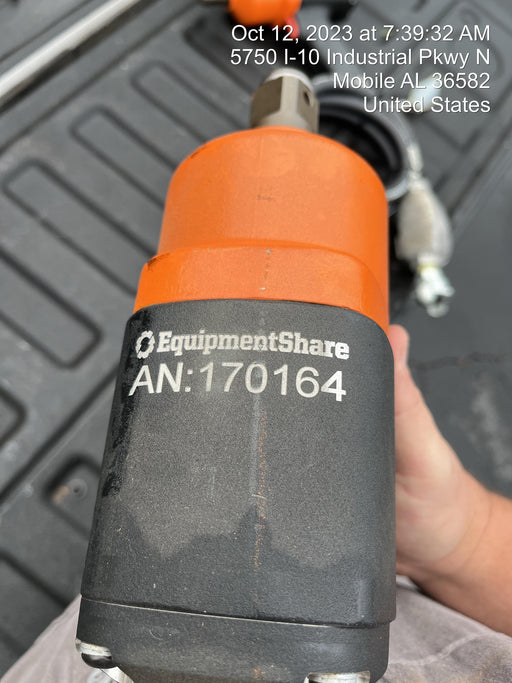 Oct 12, 2023 at 7:39:32 AM
5750 I-10 Industrial Pkwy N
Mobile AL 36582
United States
EquipmentShare
AN:170164